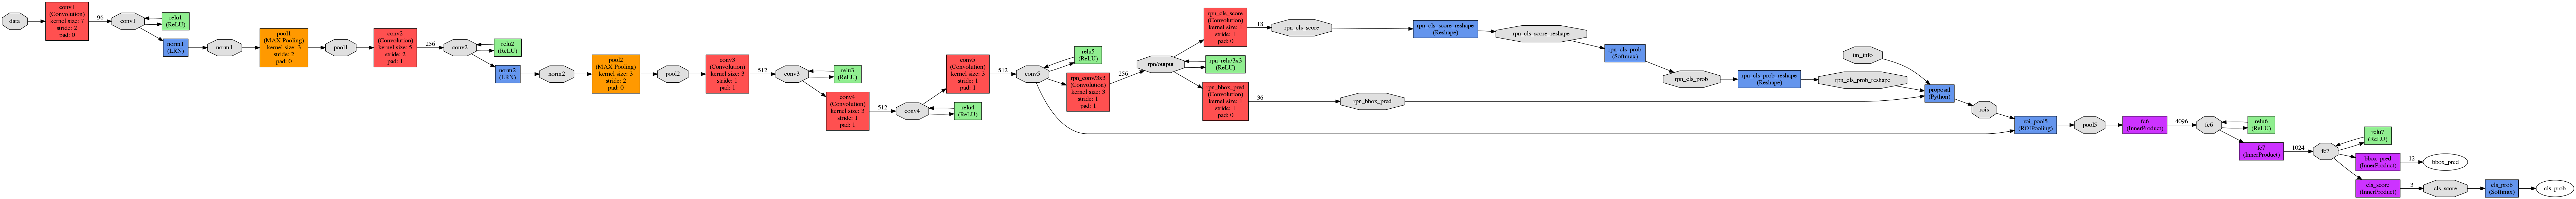 data
conv1
(Convolution)
kernel size: 7
stride: 2
pad: 0
96
conv1
relu1
(ReLU)
norm1
(LRN)
norm1
pool1
(MAX Pooling)
kernel size: 3
stride: 2
pad: 0
pool1
conv2
(Convolution)
kernel size: 5
stride: 2
pad: 1
256
conv2
relu2
(ReLU)
norm2
(LRN)
norm2
pool2
(MAX Pooling)
kernel size: 3
stride: 2
pad: 0
pool2
conv3
(Convolution)
kernel size: 3
stride: 1
pad: 1
512
conv3
relu3
(ReLU)
conv4
(Convolution)
kernel size: 3
stride: 1
pad: 1
512
conv4
relu4
(ReLU)
conv5
(Convolution)
kernel size: 3
stride: 1
pad: 1
512
conv5
relu5
(ReLU)
rpn_conv/3x3
(Convolution)
kernel size: 3
stride: 1
pad: 1
256
rpn/output
rpn_cls_score
(Convolution)
kernel size: 1
stride: 1
pad: 0
18
rpn_cls_score
rpn_relu/3x3
(ReLU)
rpn_bbox_pred
(Convolution)
kernel size: 1
stride: 1
pad: 0
36
rpn_bbox_pred
rpn_cls_score_reshape
(Reshape)
rpn_cls_score_reshape
rpn_cls_prob
(Softmax)
rpn_cls_prob
rpn_cls_prob_reshape
(Reshape)
rpn_cls_prob_reshape
im_info
proposal
(Python)
rois
roi_pool5
(ROIPooling)
pool5
fc6
(InnerProduct)
4096
fc6
relu6
(ReLU)
fc7
(InnerProduct)
1024
fc7
relu7
(ReLU)
bbox_pred
(InnerProduct)
12
bbox_pred
cls_score
(InnerProduct)
3
cls_score
cls_prob
(Softmax)
cls_prob